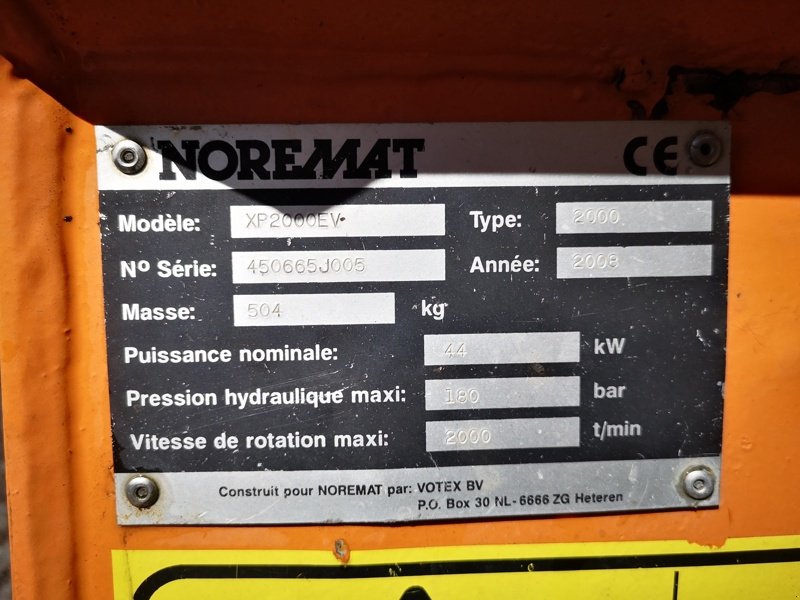 NOREMAT CE
Modèle: XP2000EV Type: 2000
Nº Série: 450665J005 Année: 2008
Masse: 504 kg
Puissance nominale: 44 kW
Pression hydraulique maxi: 180 bar
Vitesse de rotation maxi: 2000 t/min
Construit pour NOREMAT par: VOTEX BV
P.O. Box 30 NL-6666 ZG Heteren